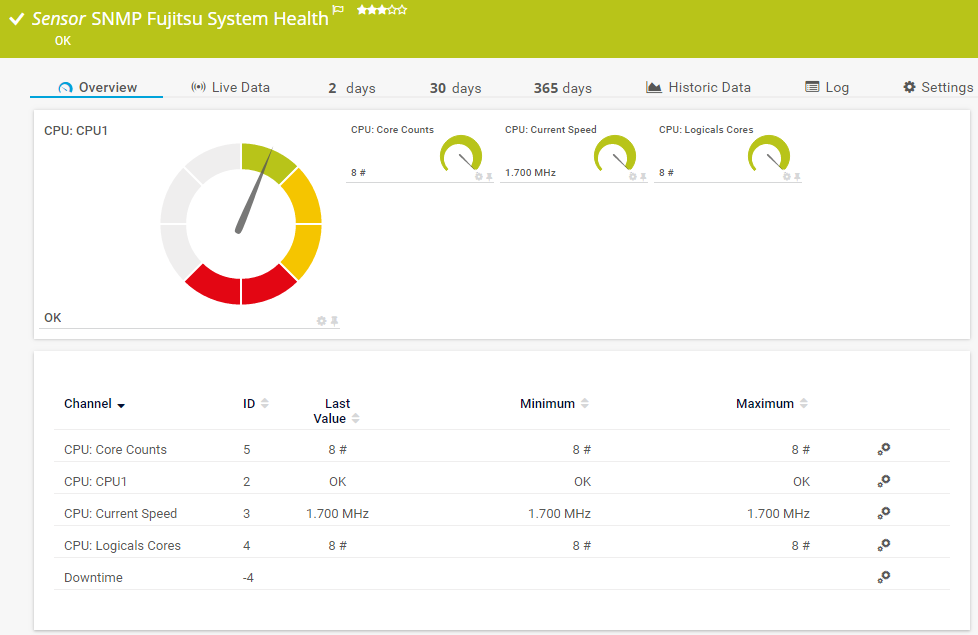 Sensor SNMP Fujitsu System Health
OK
Overview Live Data 2 days 30 days 365 days Historic Data Log Settings
CPU: CPU1
OK
CPU: Core Counts
8 #
CPU: Current Speed
1.700 MHz
CPU: Logicals Cores
8 #
Channel ID Last Value Minimum Maximum
CPU: Core Counts 5 8 # 8 # 8 #
CPU: CPU1 2 OK OK OK
CPU: Current Speed 3 1.700 MHz 1.700 MHz 1.700 MHz
CPU: Logicals Cores 4 8 # 8 # 8 #
Downtime -4